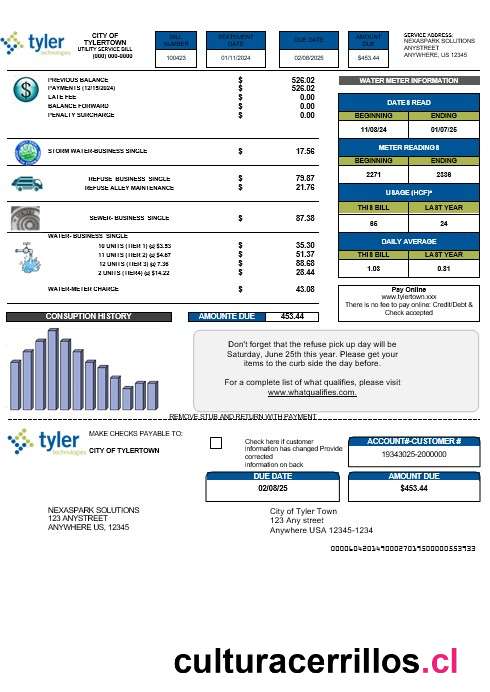 tyler
technologies
CITY OF
TYLERTOWN
UTILITY SERVICE BILL
(000) 000-0000
BILL
NUMBER
100423
STATEMENT
DATE
01/11/2024
DUE DATE
02/08/2025
AMOUNT
DUE
$453.44
SERVICE ADDRESS:
NEXASPARK SOLUTIONS
ANYSTREET
ANYWHERE, US 12345
PREVIOUS BALANCE $ 526.02
PAYMENTS (12/15/2024) $ 526.02
LATE FEE $ 0.00
BALANCE FORWARD $ 0.00
PENALTY SURCHARGE $ 0.00
STORM WATER-BUSINESS SINGLE $ 17.56
REFUSE BUSINESS SINGLE $ 79.87
REFUSE ALLEY MAINTENANCE $ 21.76
SEWER- BUSINESS SINGLE $ 87.38
WATER- BUSINESS SINGLE
10 UNITS (TIER 1) @ $3.53 $ 35.30
11 UNITS (TIER 2) @ $4.67 $ 51.37
12 UNITS (TIER 3) @ 7.36 $ 88.68
2 UNITS (TIER4) @ $14.22 $ 28.44
WATER-METER CHARGE $ 43.08
WATER METER INFORMATION
DATES READ
BEGINNING ENDING
11/08/24 01/07/25
METER READINGS
BEGINNING ENDING
2271 2336
USAGE (HCF)*
THIS BILL LAST YEAR
65 24
DAILY AVERAGE
THIS BILL LAST YEAR
1.03 0.31
Pay Online
www.tylertown.xxx
There is no fee to pay online: Credit/Debt &
Check accepted
CONSUPTION HISTORY
AMOUNTE DUE 453.44
Don't forget that the refuse pick up day will be
Saturday, June 25th this year. Please get your
items to the curb side the day before.
For a complete list of what qualifies, please visit
www.whatqualifies.com.
REMOVE STUB AND RETURN WITH PAYMENT
tyler
technologies
MAKE CHECKS PAYABLE TO:
CITY OF TYLERTOWN
Check here if customer
information has changed Provide
corrected
information on back
ACCOUNT#-CUSTOMER #
19343025-2000000
DUE DATE
02/08/25
AMOUNT DUE
$453.44
NEXASPARK SOLUTIONS
123 ANYSTREET
ANYWHERE US, 12345
City of Tyler Town
123 Any street
Anywhere USA 12345-1234
culturacerrillos.cl